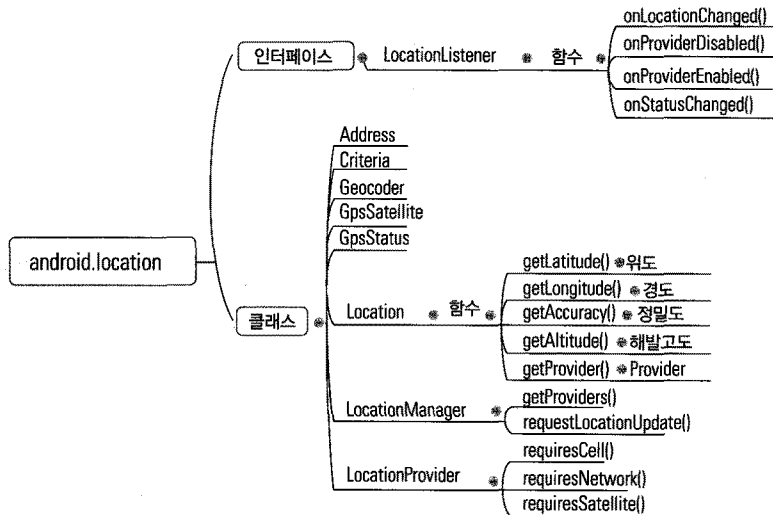 android.location
인터페이스
LocationListener
함수
onLocationChanged()
onProviderDisabled()
onProviderEnabled()
onStatusChanged()
클래스
Address
Criteria
Geocoder
GpsSatellite
GpsStatus
Location
함수
getLatitude() 위도
getLongitude() 경도
getAccuracy() 정밀도
getAltitude() 해발고도
getProvider() Provider
LocationManager
getProviders()
requestLocationUpdate()
LocationProvider
requiresCell()
requiresNetwork()
requiresSatellite()